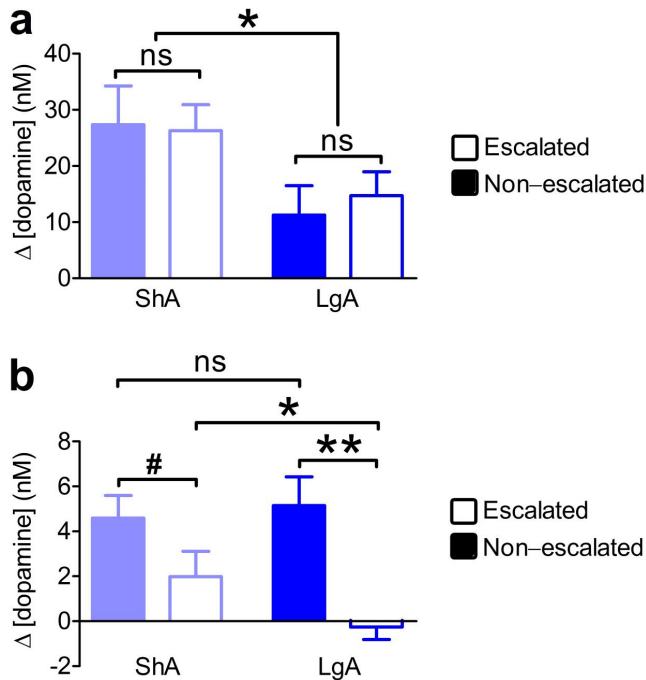 a
*
ns
ns
Δ [dopamine] (nM)
40
30
20
10
0
ShA
LgA
Escalated
Non–escalated
b
ns
*
**
#
Δ [dopamine] (nM)
8
6
4
2
0
-2
ShA
LgA
Escalated
Non–escalated